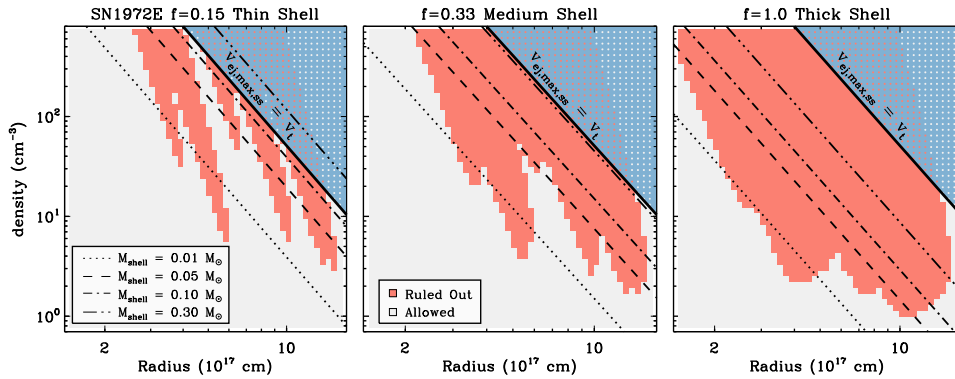 SN1972E f=0.15 Thin Shell
f=0.33 Medium Shell
f=1.0 Thick Shell
density (cm⁻³)
10²
10¹
10⁰
V_ej,max,ss = V_t
V_ej,max,ss = V_t
V_ej,max,ss = V_t
M_shell = 0.01 M_⊙
M_shell = 0.05 M_⊙
M_shell = 0.10 M_⊙
M_shell = 0.30 M_⊙
Ruled Out
Allowed
2 10
2 10
2 10
Radius (10¹⁷ cm)
Radius (10¹⁷ cm)
Radius (10¹⁷ cm)